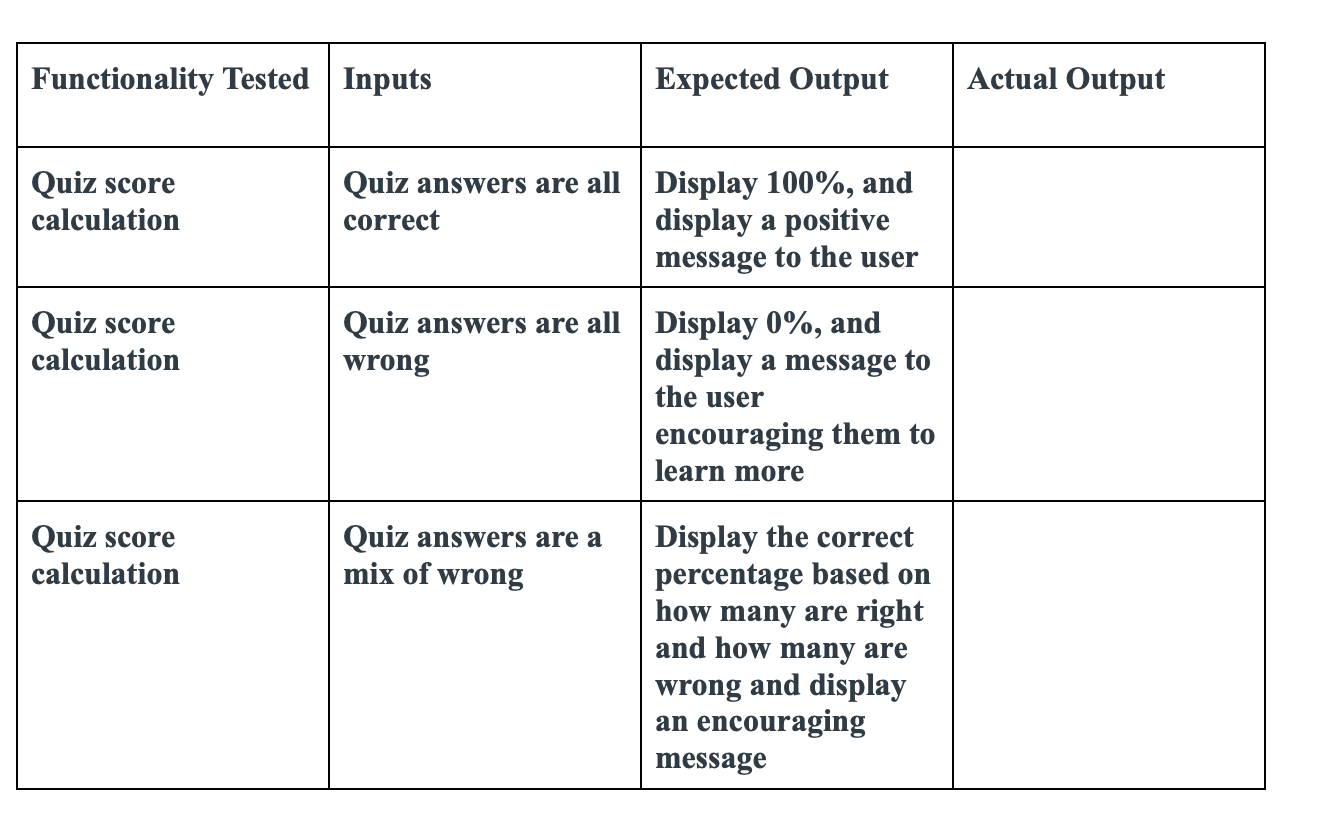 Functionality Tested
Inputs
Expected Output
Actual Output
Quiz score
calculation
Quiz answers are all
correct
Display 100%, and
display a positive
message to the user
Quiz score
calculation
Quiz answers are all
wrong
Display 0%, and
display a message to
the user
encouraging them to
learn more
Quiz score
calculation
Quiz answers are a
mix of wrong
Display the correct
percentage based on
how many are right
and how many are
wrong and display
an encouraging
message